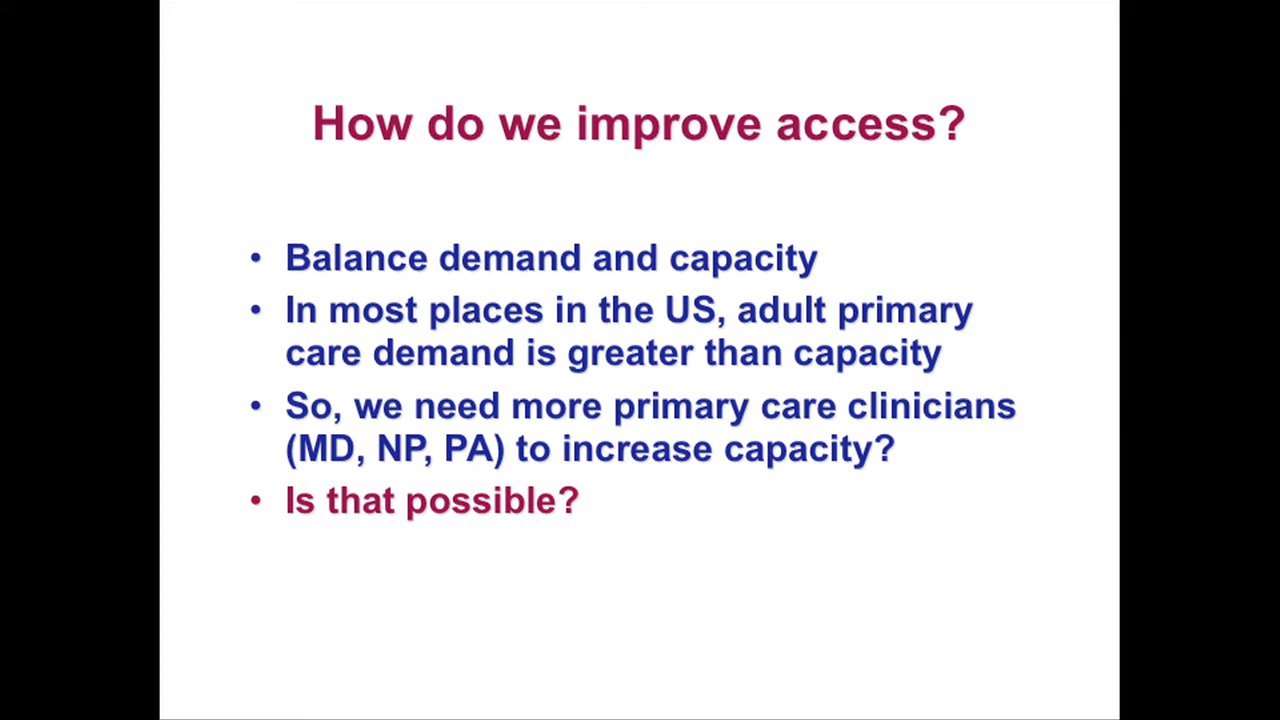 How do we improve access?
• Balance demand and capacity
• In most places in the US, adult primary
care demand is greater than capacity
• So, we need more primary care clinicians
(MD, NP, PA) to increase capacity?
• Is that possible?